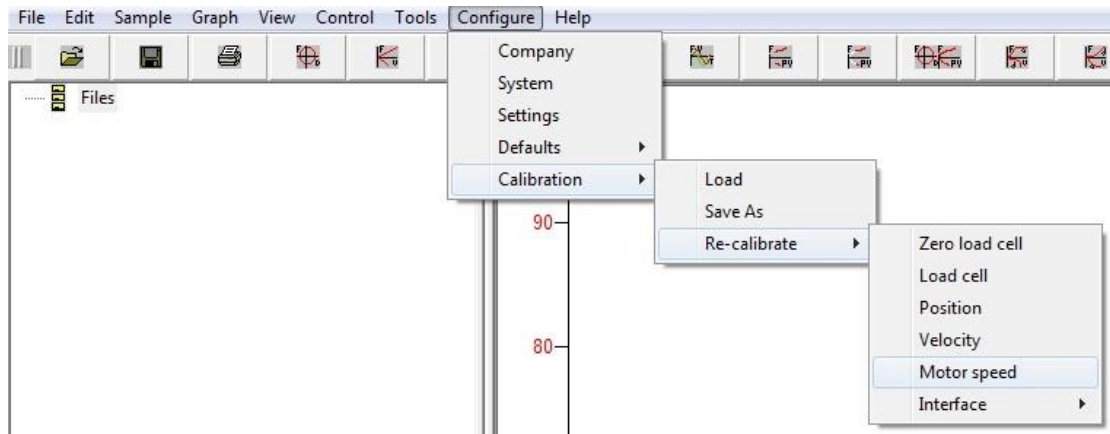 File Edit Sample Graph View Control Tools Configure Help
Company
System
Settings
Defaults
Calibration
Load
Save As
Re-calibrate
Zero load cell
Load cell
Position
Velocity
Motor speed
Interface
Files
90
80